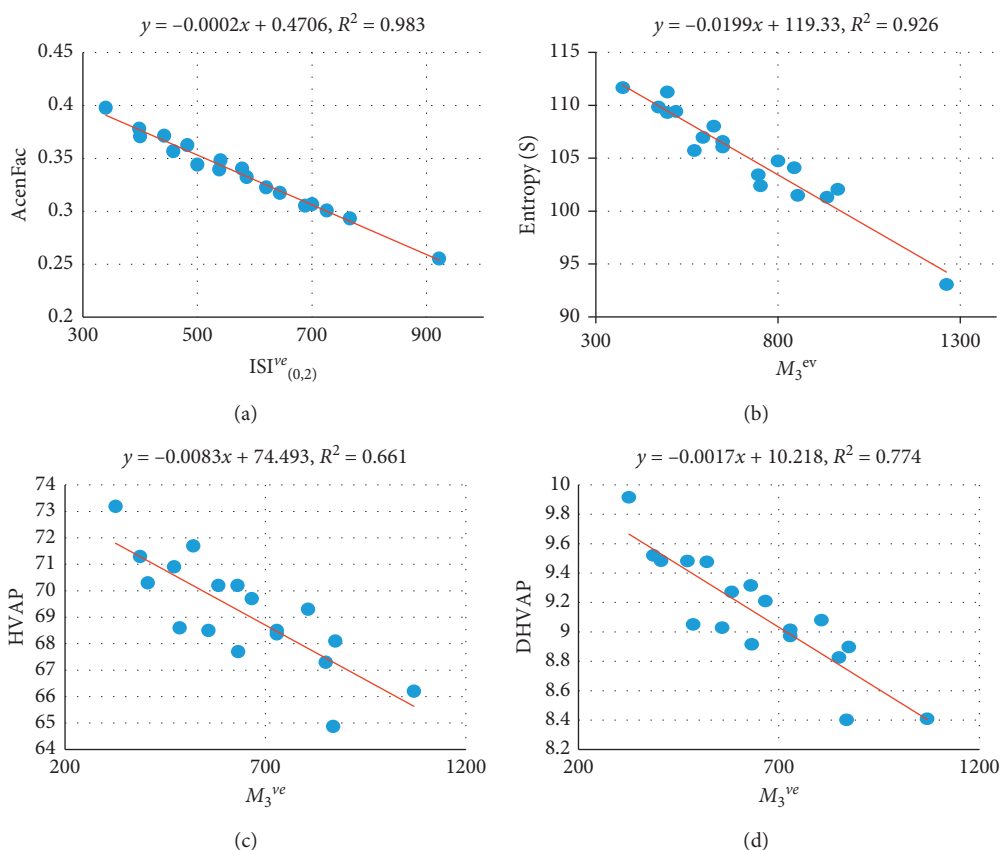 y = –0.0002x + 0.4706, R² = 0.983
0.45
0.4
0.35
0.3
0.25
0.2
AcenFac
300 500 700 900
ISI^ve_(0,2)
(a)
y = –0.0199x + 119.33, R² = 0.926
115
110
105
100
95
90
Entropy (S)
300 800 1300
M₃^ev
(b)
y = –0.0083x + 74.493, R² = 0.661
74
73
72
71
70
69
68
67
66
65
64
HVAP
200 700 1200
M₃^ve
(c)
y = –0.0017x + 10.218, R² = 0.774
10
9.8
9.6
9.4
9.2
9
8.8
8.6
8.4
8.2
DHVAP
200 700 1200
M₃^ve
(d)